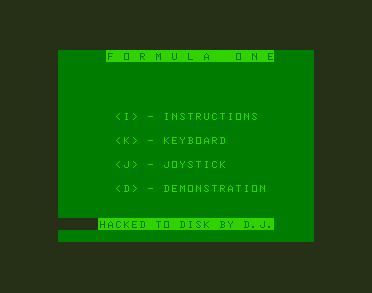 F O R M U L A   O N E
<I> - INSTRUCTIONS
<K> - KEYBOARD
<J> - JOYSTICK
<D> - DEMONSTRATION
HACKED TO DISK BY D.J.